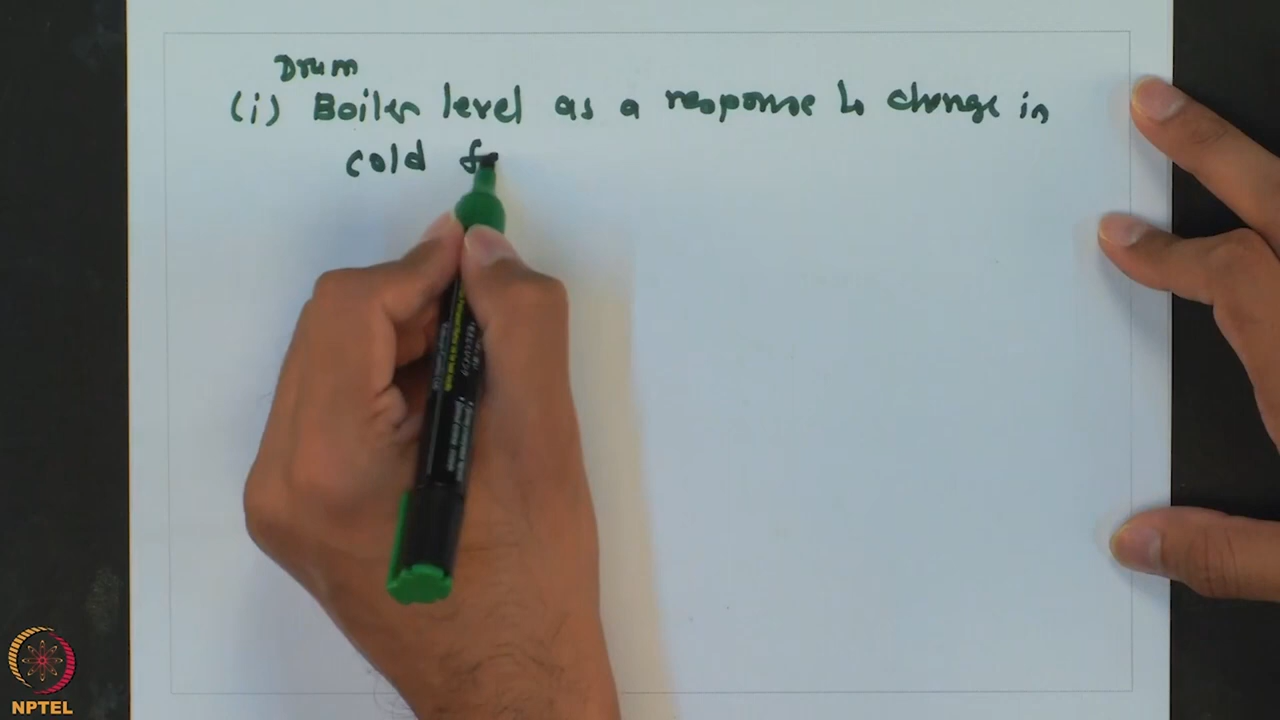 Drum
(i) Boiler level as a response to change in
cold
NPTEL